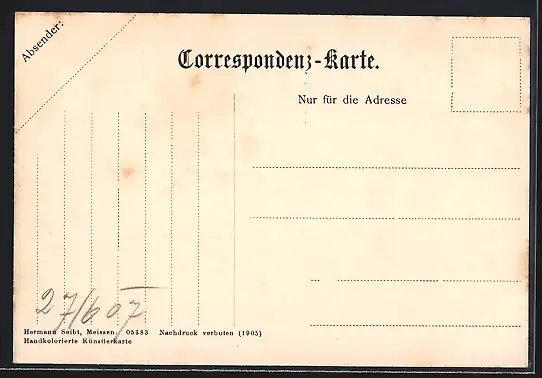 Absender:
Correspondenz-Karte.
Nur für die Adresse
27/6 07
Hermann Seibt, Meissen. 05383 Nachdruck verboten (1905)
Handkolorierte Künstlerkarte